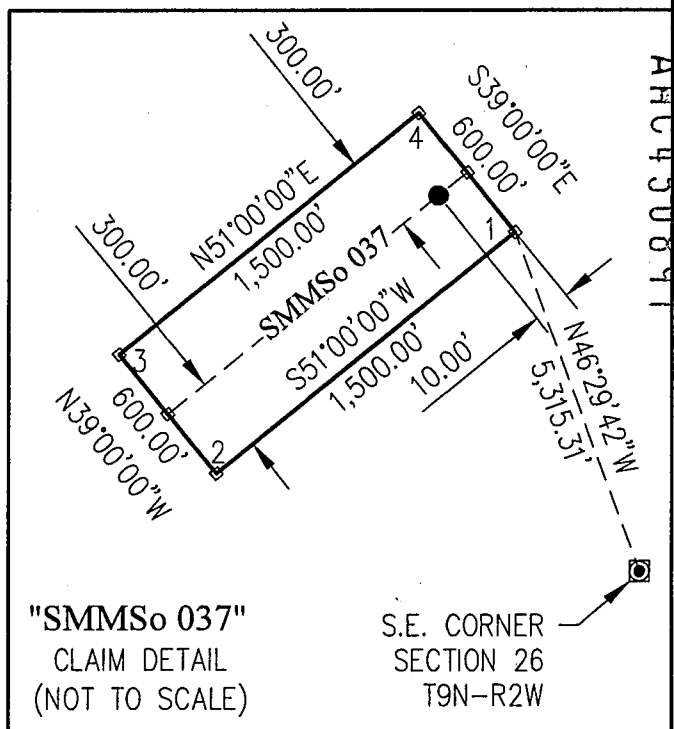 300.00'
S39°00'00"E
600.00'
4
N51°00'00"E
1,500.00'
300.00'
SMMSo 037
1
S51°00'00"W
1,500.00'
10.00'
N46°29'42"W
5,315.31'
3
600.00'
N39°00'00"W
2
"SMMSo 037"
CLAIM DETAIL
(NOT TO SCALE)
S.E. CORNER
SECTION 26
T9N-R2W